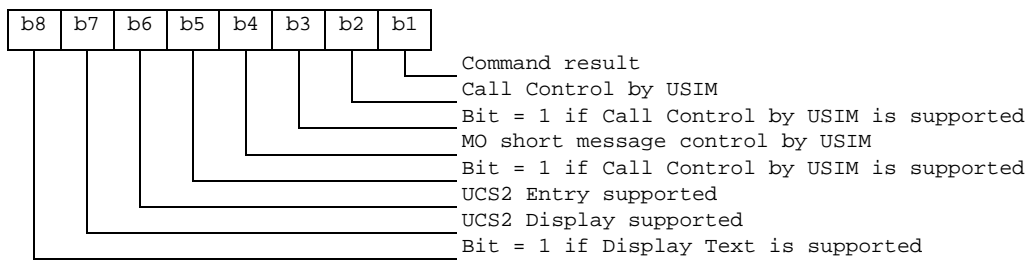 b8 b7 b6 b5 b4 b3 b2 b1
Command result
Call Control by USIM
Bit = 1 if Call Control by USIM is supported
MO short message control by USIM
Bit = 1 if Call Control by USIM is supported
UCS2 Entry supported
UCS2 Display supported
Bit = 1 if Display Text is supported